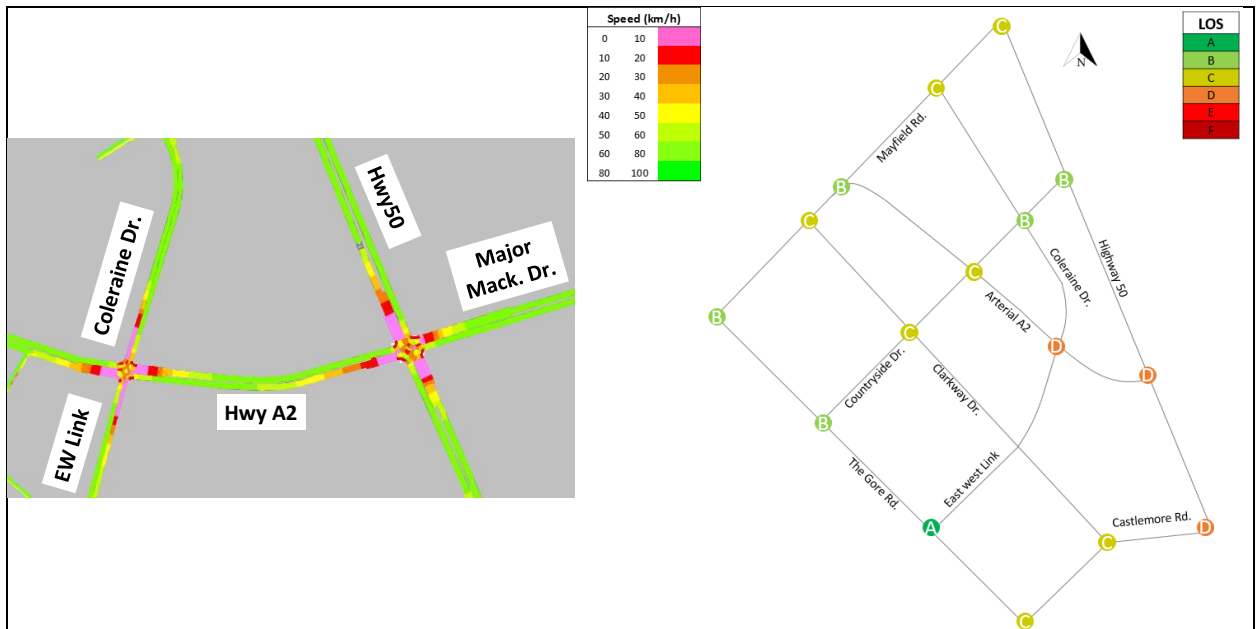 Coleraine Dr.
EW Link
Hwy A2
Hwy50
Major
Mack. Dr.
Speed (km/h)
0 10
10 20
20 30
30 40
40 50
50 60
60 80
80 100
C
C
Mayfield Rd.
B
C
B
B
N
LOS
A
B
C
D
E
F
C
Coleraine Dr.
Highway 50
Arterial A2
B
C
D
D
Countryside Dr.
Clarkway Dr.
B
The Gore Rd.
East west Link
A
Castlemore Rd.
D
C
C